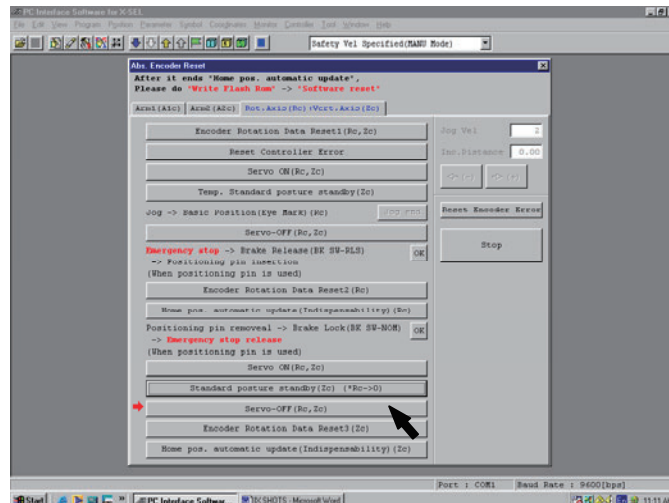 PC Interface Software for X-SEL
File Edit View Program Position Parameter Symbol Coordinates Monitor Controller Tool Window Help
Safety Vel Specified(MANU Mode)
Abs. Encoder Reset
After it ends "Home pos. automatic update",
Please do "Write Flash Rom" -> "Software reset"
Arm1(A1c) Arm2(A2c) Rot.Axis(Rc)+Vert.Axis(Zc)
Encoder Rotation Data Reset1(Rc,Zc)
Reset Controller Error
Servo ON(Rc,Zc)
Temp. Standard posture standby(Zc)
Jog -> Basic Position(Eye Mark)(Rc) Jog end
Servo-OFF(Rc,Zc)
Emergency stop -> Brake Release(BK SW-RLS) OK
-> Positioning pin insertion
(When positioning pin is used)
Encoder Rotation Data Reset2(Rc)
Home pos. automatic update(Indispensability)(Rc)
Positioning pin removeal -> Brake Lock(BK SW-NOM) OK
-> Emergency stop release
(When positioning pin is used)
Servo ON(Rc,Zc)
Standard posture standby(Zc) (*Rc->0)
Servo-OFF(Rc,Zc)
Encoder Rotation Data Reset3(Zc)
Home pos. automatic update(Indispensability)(Zc)
Jog Vel 2
Inc.Distance 0.00
Reset Encoder Error
Stop
Port : COM1 Baud Rate : 9600[bps]
Start PC Interface Softwar... IXSHOTS - Microsoft Word 11:11 AM